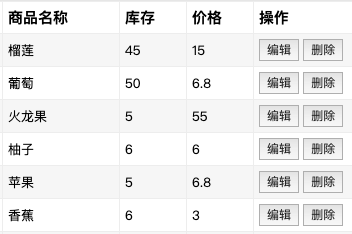 商品名称 库存 价格 操作
榴莲 45 15 编辑 删除
葡萄 50 6.8 编辑 删除
火龙果 5 55 编辑 删除
柚子 6 6 编辑 删除
苹果 5 6.8 编辑 删除
香蕉 6 3 编辑 删除